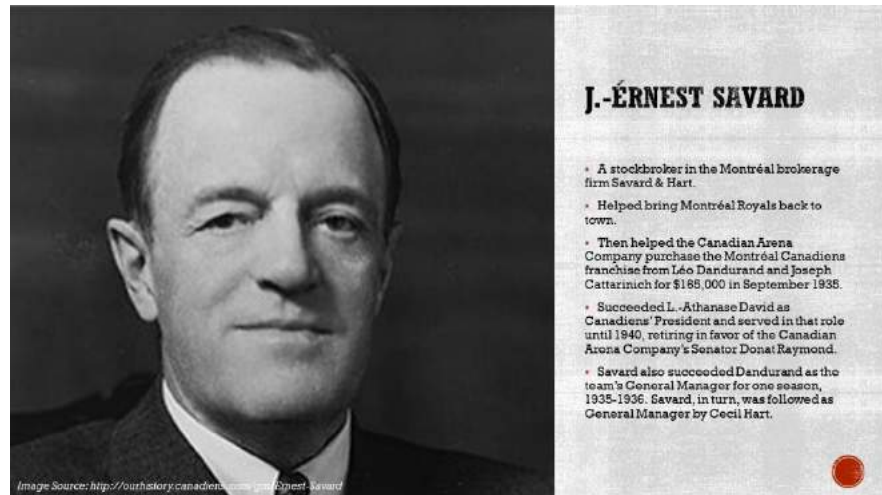 J.-ÉRNEST SAVARD
▪ A stockbroker in the Montréal brokerage
firm Savard & Hart.
▪ Helped bring Montréal Royals back to
town.
▪ Then helped the Canadian Arena
Company purchase the Montréal Canadiens
franchise from Léo Dandurand and Joseph
Cattarinich for $165,000 in September 1935.
▪ Succeeded L.-Athanase David as
Canadiens' President and served in that role
until 1940, retiring in favor of the Canadian
Arena Company's Senator Donat Raymond.
▪ Savard also succeeded Dandurand as the
team's General Manager for one season,
1935-1936. Savard, in turn, was followed as
General Manager by Cecil Hart.
Image Source: http://ourhistory.canadiens.com/gm/Ernest-Savard